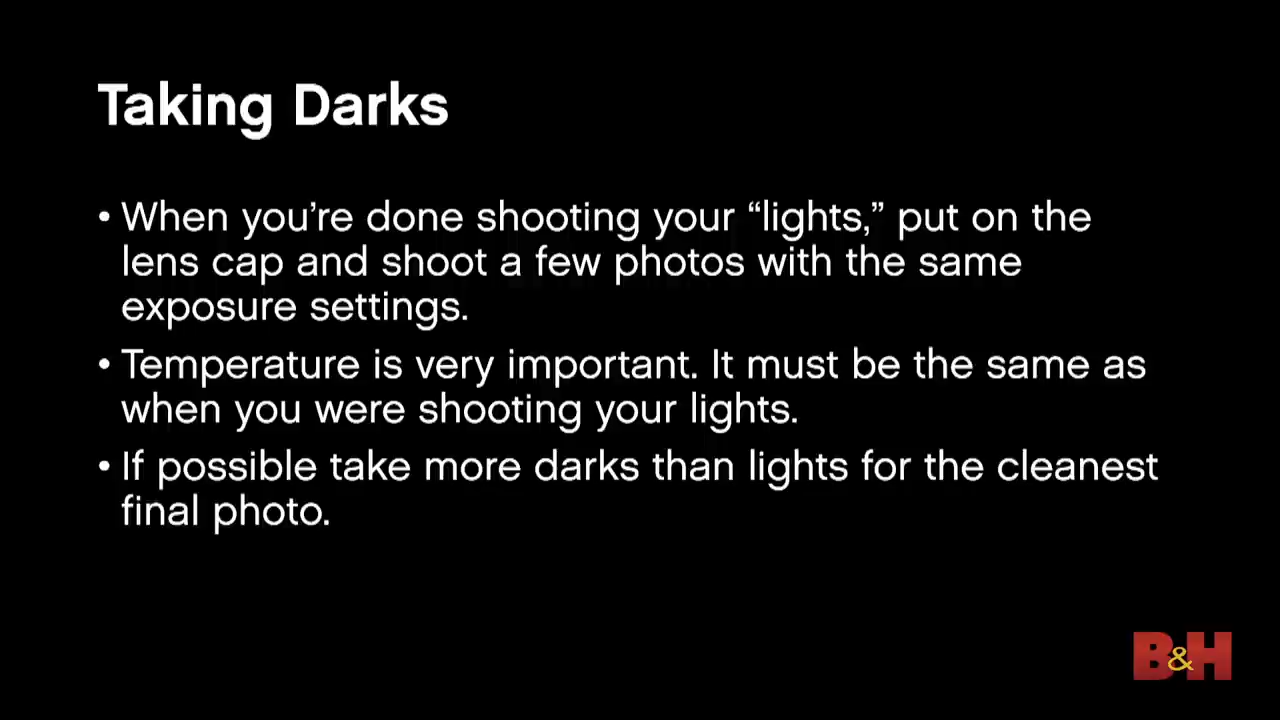 Taking Darks
• When you’re done shooting your “lights,” put on the
lens cap and shoot a few photos with the same
exposure settings.
• Temperature is very important. It must be the same as
when you were shooting your lights.
• If possible take more darks than lights for the cleanest
final photo.
B&H